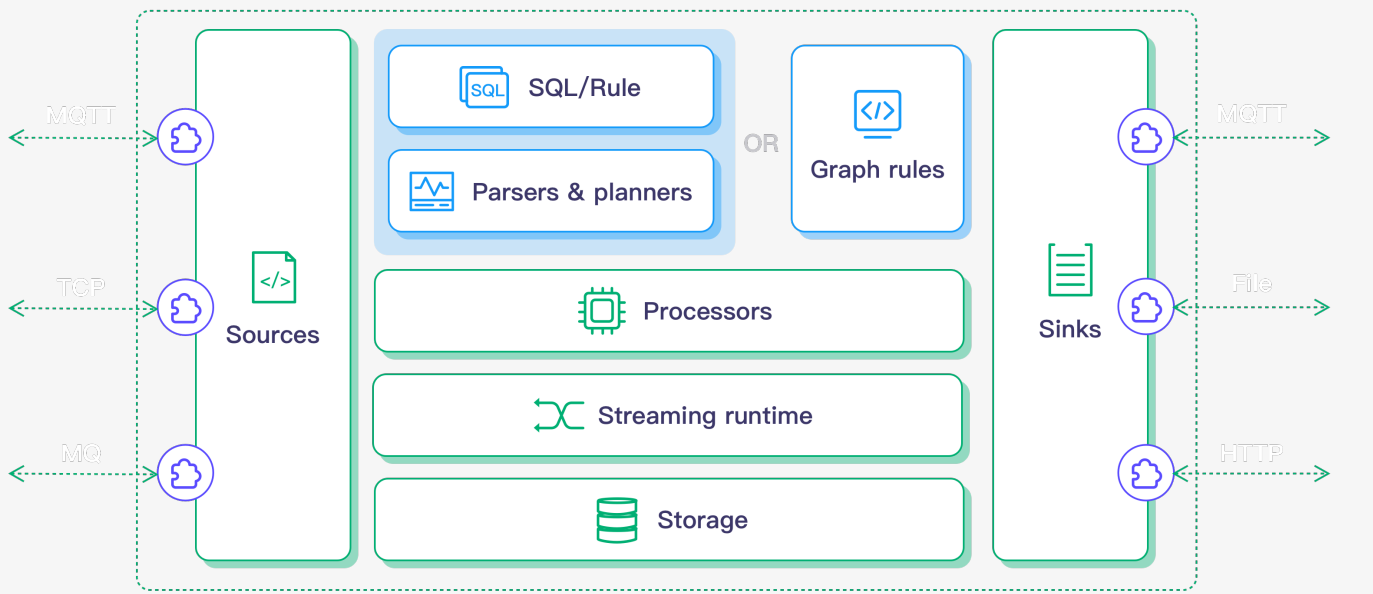 MQTT
TCP
MQ
</>
Sources
SQL
SQL/Rule
Parsers & planners
OR
</>
Graph rules
Processors
Streaming runtime
Storage
Sinks
MQTT
File
HTTP